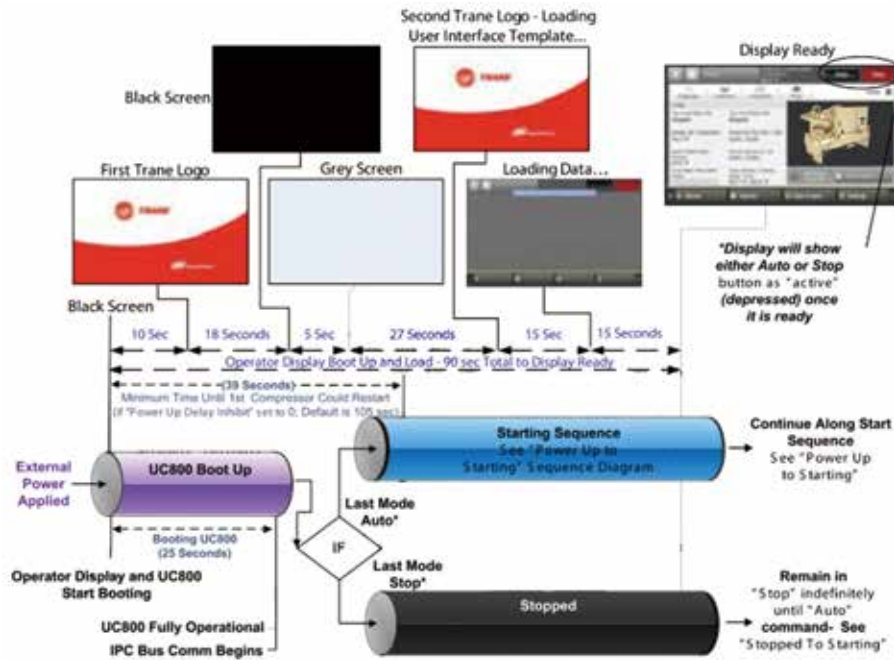 Second Trane Logo - Loading
User Interface Template...
Display Ready
Black Screen
First Trane Logo
Grey Screen
Loading Data...
TRANE
TRANE
*Display will show
either Auto or Stop
button as "active"
(depressed) once
it is ready
Black Screen
10 Sec
18 Seconds
5 Sec
27 Seconds
15 Sec
15 Seconds
Operator Display Boot Up and Load - 90 sec Total to Display Ready
(39 Seconds)
Minimum Time Until 1st Compressor Could Restart
(if "Power Up Delay Inhibit" set to 0; Default is 105 sec)
External
Power
Applied
UC800 Boot Up
Starting Sequence
See "Power Up to
Starting" Sequence Diagram
Continue Along Start
Sequence
See "Power Up
to Starting"
Last Mode
Auto*
Booting UC800
(25 Seconds)
IF
Operator Display and UC800
Start Booting
Last Mode
Stop*
Stopped
Remain in
"Stop" indefinitely
until "Auto"
command- See
"Stopped To Starting"
UC800 Fully Operational
IPC Bus Comm Begins